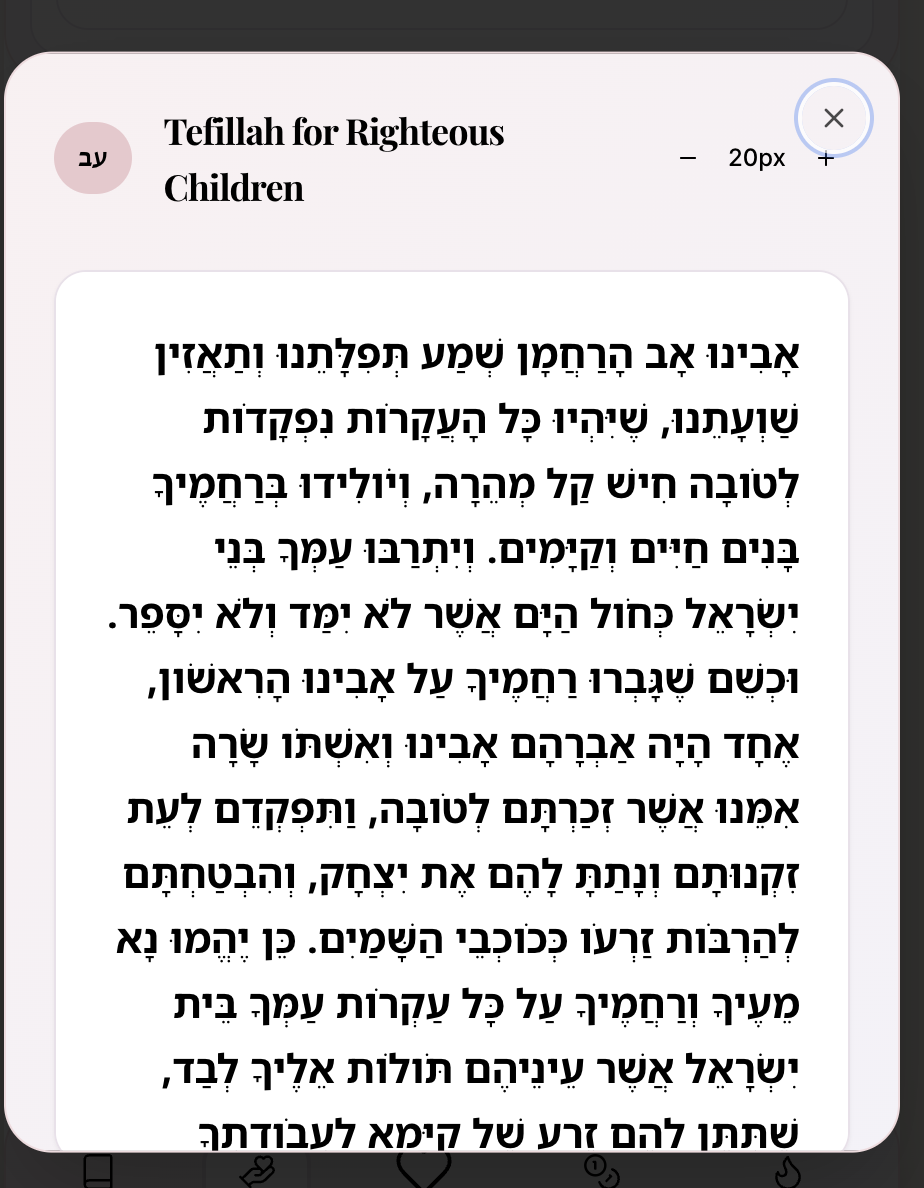 Tefillah for Righteous
Children
עב
20px
אָבִינוּ אָב הָרַחֲמָן שְׁמַע תְּפִלָּתֵנוּ וְתַאֲזִין
שַׁוְעָתֵנוּ, שֶׁיִּהְיוּ כָּל הָעֲקָרוֹת נִפְקָדוֹת
לְטוֹבָה חִישׁ קַל מְהֵרָה, וְיוֹלִידוּ בְּרַחֲמֶיךָ
בָּנִים חַיִּים וְקַיָּמִים. וְיִתְרַבּוּ עַמְּךָ בְּנֵי
יִשְׂרָאֵל כְּחוֹל הַיָּם אֲשֶׁר לֹא יִמַּד וְלֹא יִסָּפֵר.
וּכְשֵׁם שֶׁגָּבְרוּ רַחֲמֶיךָ עַל אָבִינוּ הָרִאשׁוֹן,
אֶחָד הָיָה אַבְרָהָם אָבִינוּ וְאִשְׁתּוֹ שָׂרָה
אִמֵּנוּ אֲשֶׁר זְכַרְתָּם לְטוֹבָה, וַתִּפְקְדֵם לְעֵת
זִקְנוּתָם וְנָתַתָּ לָהֶם אֶת יִצְחָק, וְהִבְטַחְתָּם
לְהַרְבּוֹת זַרְעוֹ כְּכוֹכְבֵי הַשָּׁמַיִם. כֵּן יֶהֱמוּ נָא
מֵעֶיךָ וְרַחֲמֶיךָ עַל כָּל עַקְרוֹת עַמְּךָ בֵּית
יִשְׂרָאֵל אֲשֶׁר עֵינֵיהֶם תּוֹלוֹת אֵלֶיךָ לְבַד,
שֶׁתִּתֵּן לָהֶם זֶרַע שֶׁל קַיָּמָא לַעֲבוֹדָתְךָ